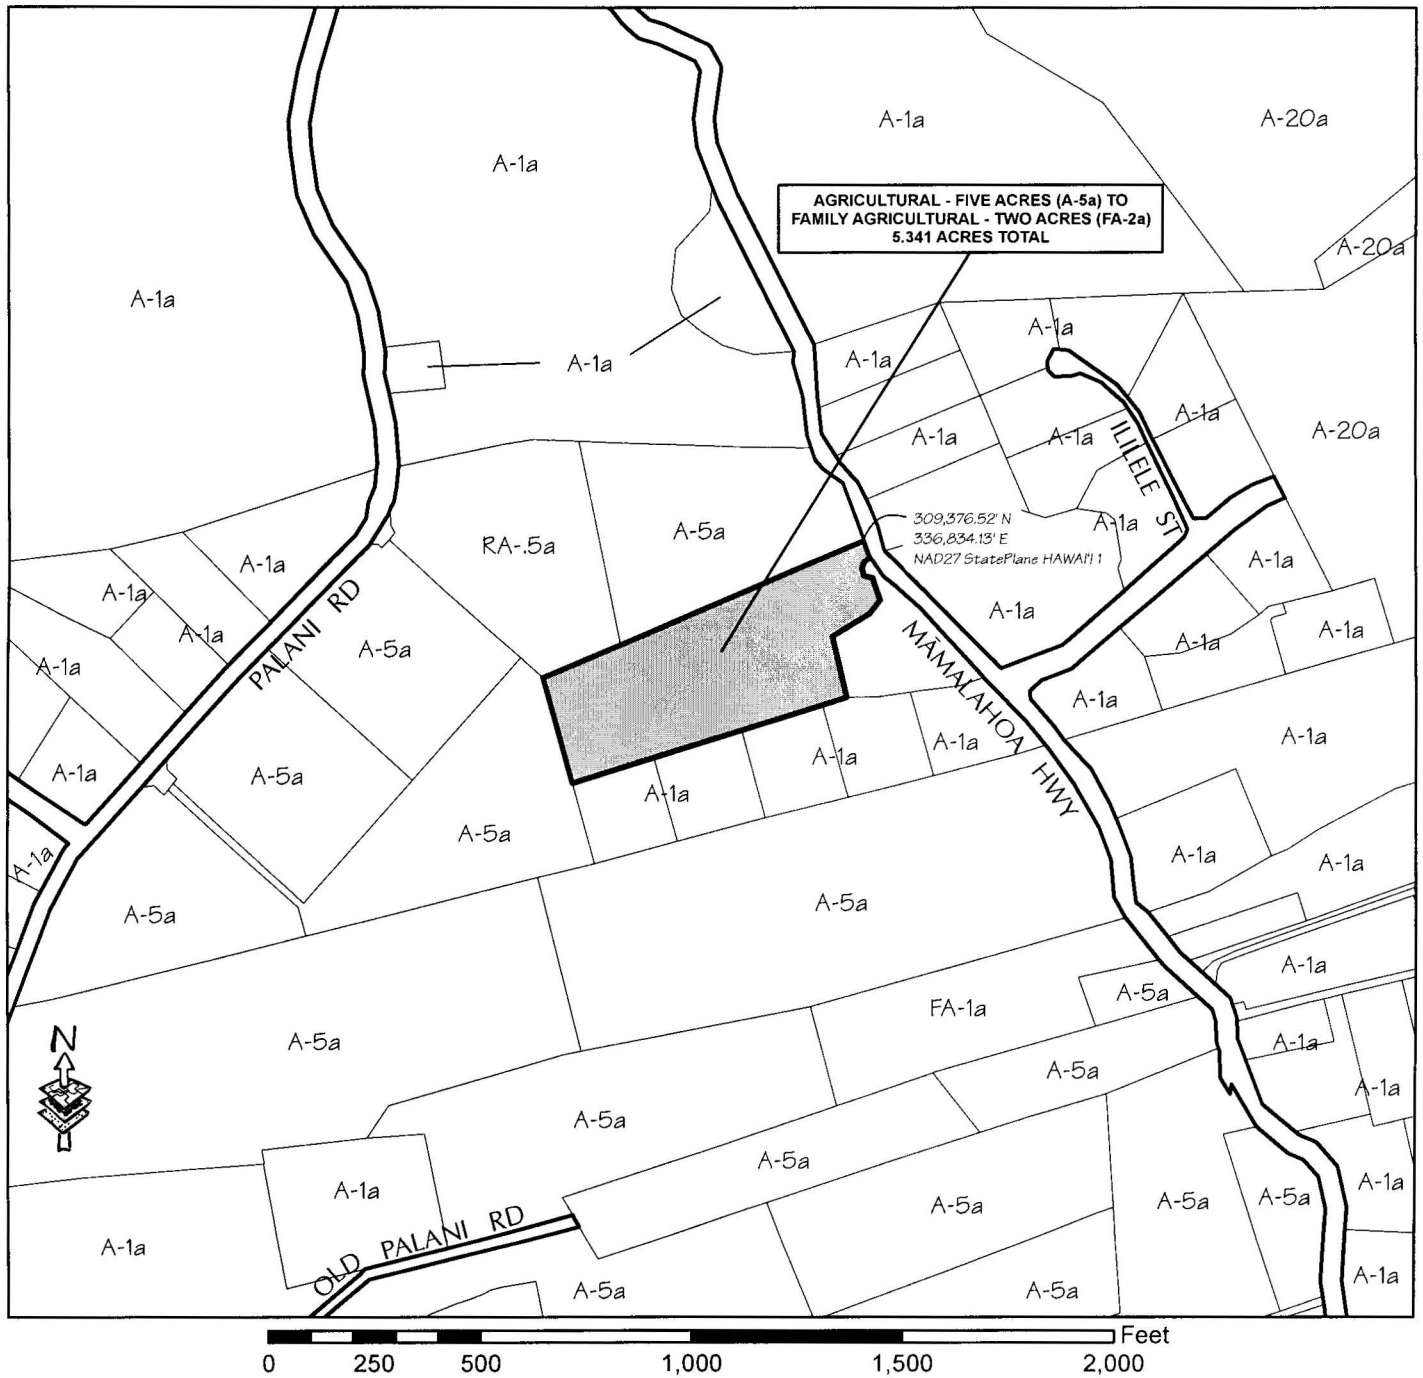 A-1a
A-20a
A-1a
AGRICULTURAL - FIVE ACRES (A-5a) TO
FAMILY AGRICULTURAL - TWO ACRES (FA-2a)
5.341 ACRES TOTAL
A-20a
A-1a
A-1a
A-1a
A-1a
A-1a
A-1a
A-1a
A-1a
A-20a
ILILELE ST
309,376.52' N
336,834.13' E
NAD27 StatePlane HAWAI'I 1
A-1a
RA-.5a
A-5a
A-1a
A-1a
A-1a
A-1a
A-1a
A-1a
A-1a
A-5a
PALANI RD
MĀMALAHOA HWY
A-1a
A-1a
A-1a
A-1a
A-1a
A-1a
A-5a
A-1a
A-5a
A-1a
A-1a
A-1a
A-5a
A-5a
A-1a
A-5a
FA-1a
N
A-5a
A-1a
A-5a
A-1a
A-5a
A-5a
A-1a
A-1a
A-5a
A-5a
A-5a
OLD PALANI RD
A-1a
A-5a
A-5a
A-1a
Feet
0 250 500 1,000 1,500 2,000